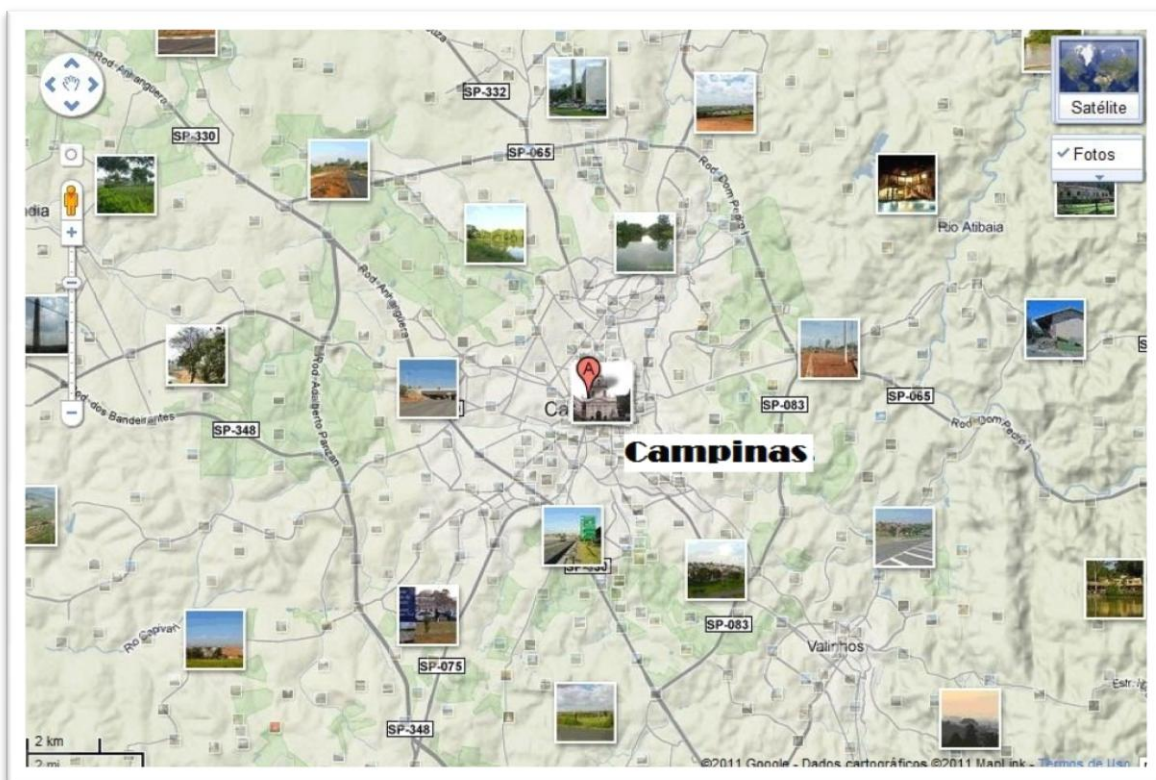 Rod. Anhanguera
SP-332
SP-330
SP-065
Satélite
Fotos
Rod. Dom Pedro I
Rio Atibaia
Rod. Anhanguera
Rod. Adalberto Panzan
A
SP-083
SP-065
dos Bandeirantes
SP-348
Rod. Dom Pedro I
Campinas
SP-083
Rio Capivari
Valinhos
SP-075
SP-348
2 km
2 mi
©2011 Google - Dados cartográficos ©2011 MapLink - Termos de Uso